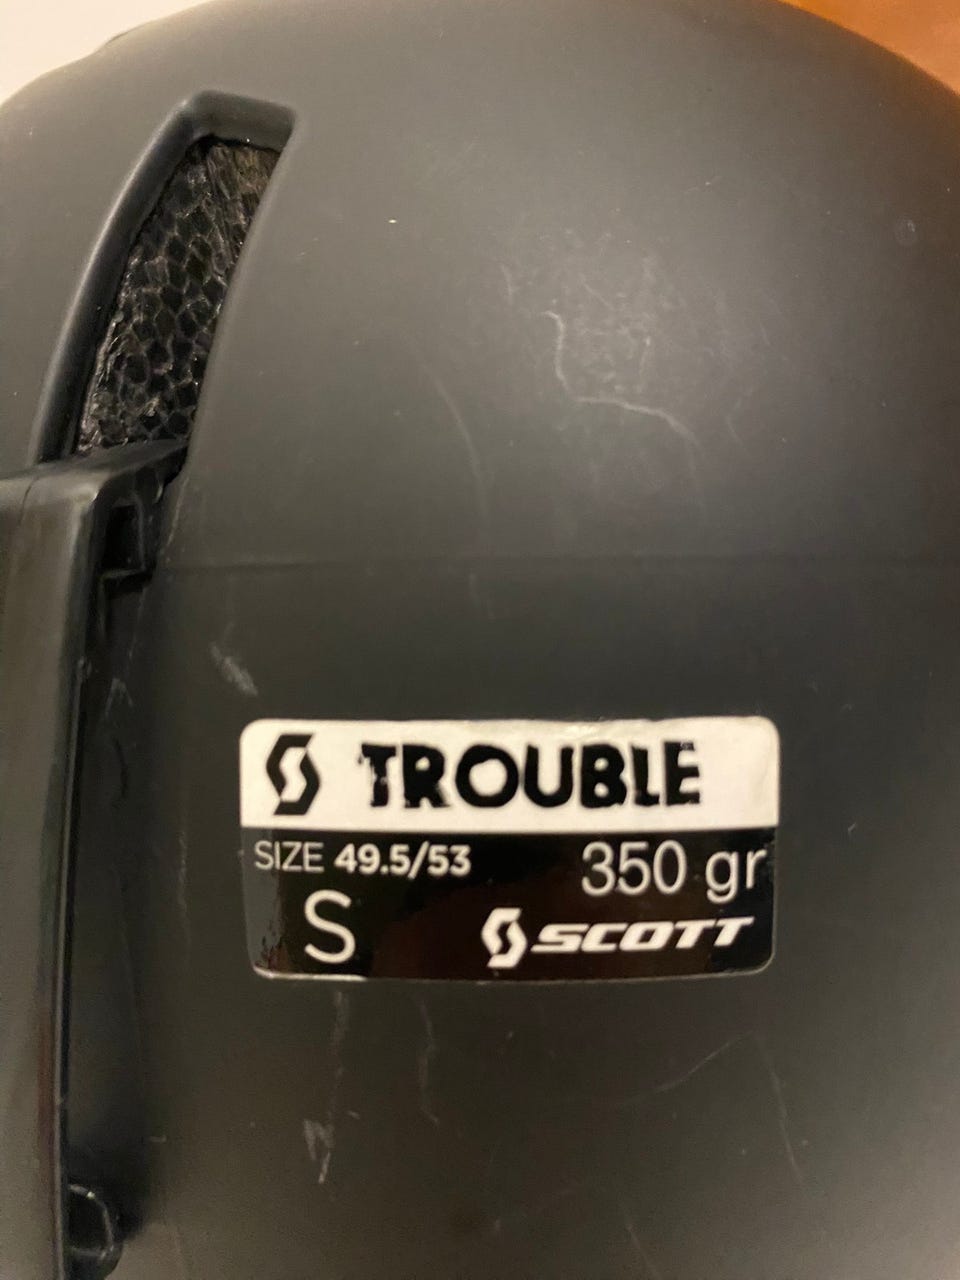 TROUBLE
SIZE 49.5/53
350 gr
S
SCOTT